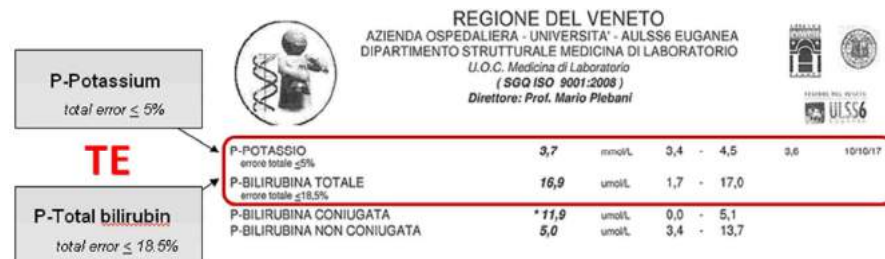 REGIONE DEL VENETO
AZIENDA OSPEDALIERA - UNIVERSITA' - AULSS6 EUGANEA
DIPARTIMENTO STRUTTURALE MEDICINA DI LABORATORIO
U.O.C. Medicina di Laboratorio
( SGQ ISO 9001:2008 )
Direttore: Prof. Mario Plebani
REGIONE DEL VENETO
ULSS6
P-Potassium
total error ≤ 5%
TE
P-Total bilirubin
total error ≤ 18.5%
P-POTASSIO 3,7 mmol/L 3,4 - 4,5 3,6 10/10/17
errore totale ≤5%
P-BILIRUBINA TOTALE 16,9 umol/L 1,7 - 17,0
errore totale ≤18,5%
P-BILIRUBINA CONIUGATA *11,9 umol/L 0,0 - 5,1
P-BILIRUBINA NON CONIUGATA 5,0 umol/L 3,4 - 13,7